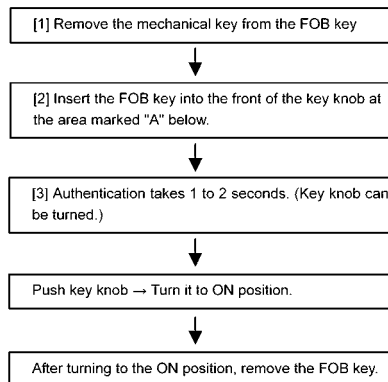 [1] Remove the mechanical key from the FOB key
[2] Insert the FOB key into the front of the key knob at
the area marked "A" below.
[3] Authentication takes 1 to 2 seconds. (Key knob can
be turned.)
Push key knob → Turn it to ON position.
After turning to the ON position, remove the FOB key.